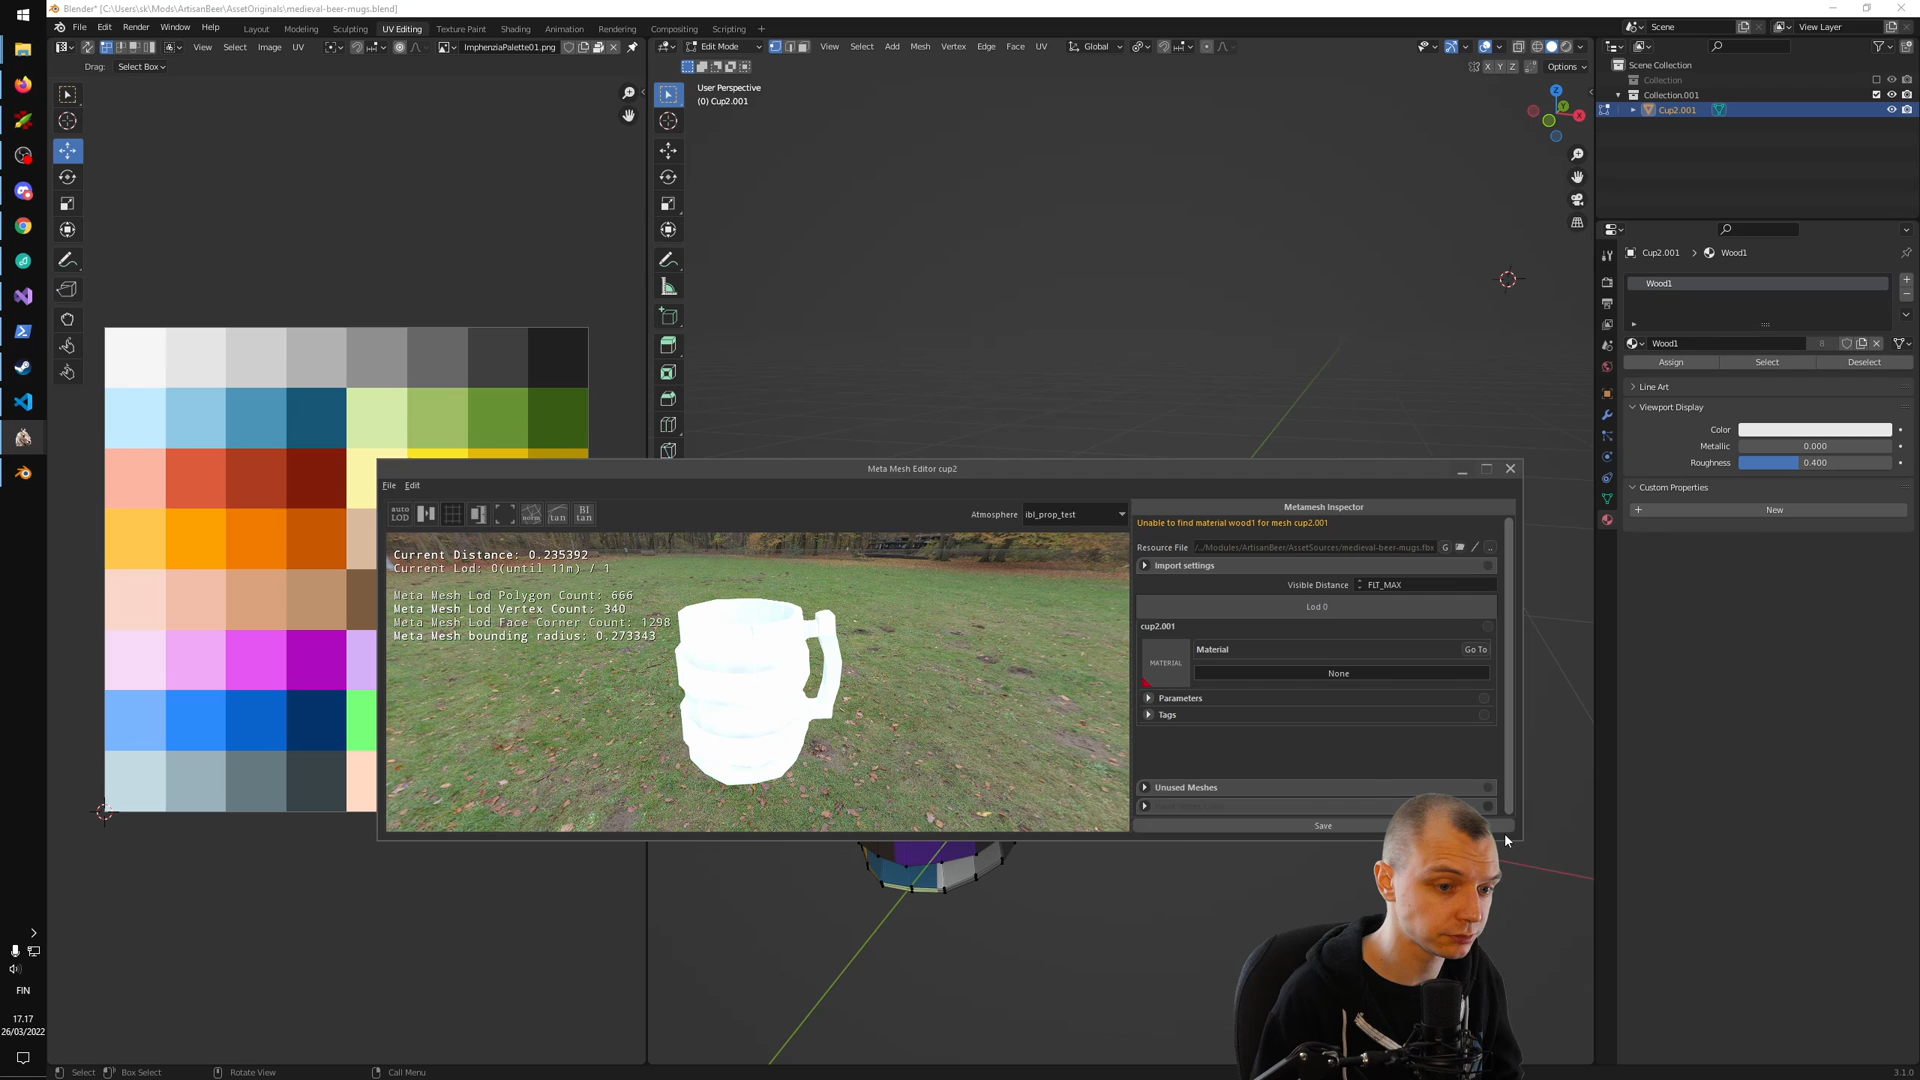 Blender* [C:\Users\sk\Mods\ArtisanBeer\AssetOriginals\medieval-beer-mugs.blend]
File Edit Render Window Help
Layout Modeling Sculpting UV Editing Texture Paint Shading Animation Rendering Compositing Scripting
Scene
View Layer
View Select Image UV
ImphenziaPalette01.png
Edit Mode
View Select Add Mesh Vertex Edge Face UV
Global
Drag: Select Box
X Y Z
Options
User Perspective
(0) Cup2.001
Z
Y
X
Scene Collection
Collection
Collection.001
Cup2.001
Cup2.001 > Wood1
Wood1
Wood1
8
Assign Select Deselect
Line Art
Viewport Display
Color
Metallic 0.000
Roughness 0.400
Custom Properties
New
Meta Mesh Editor cup2
File Edit
auto LOD
norm
tan
BI tan
Atmosphere ibl_prop_test
Current Distance: 0.235392
Current Lod: 0(until 11m) / 1
Meta Mesh Lod Polygon Count: 666
Meta Mesh Lod Vertex Count: 340
Meta Mesh Lod Face Corner Count: 1298
Meta Mesh bounding radius: 0.273343
Metamesh Inspector
Unable to find material wood1 for mesh cup2.001
Resource File ../Modules/ArtisanBeer/AssetSources/medieval-beer-mugs.fbx G ..
Import settings
Visible Distance FLT_MAX
Lod 0
cup2.001
MATERIAL
Material
Go To
None
Parameters
Tags
Unused Meshes
Save
FIN
17.17
26/03/2022
Select Box Select Rotate View Call Menu
3.1.0